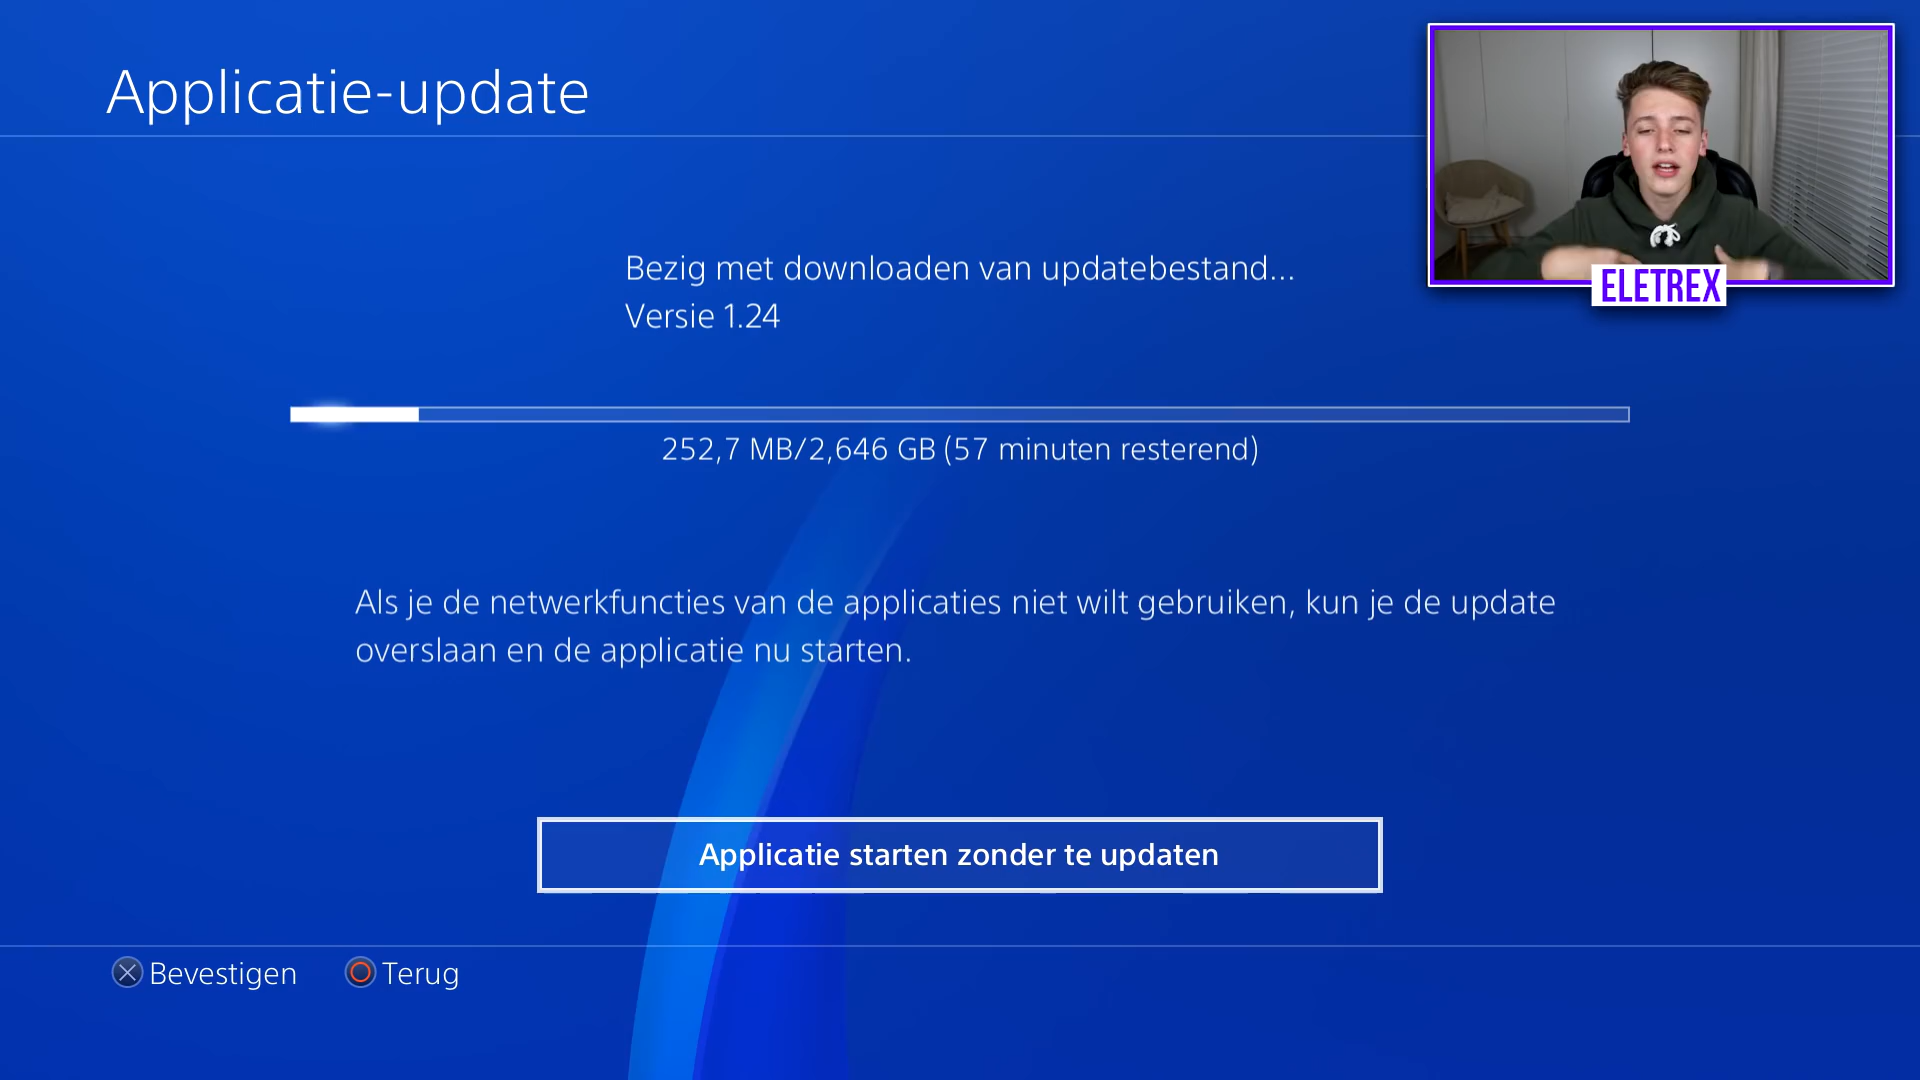 Applicatie-update
ELETREX
Bezig met downloaden van updatebestand...
Versie 1.24
252,7 MB/2,646 GB (57 minuten resterend)
Als je de netwerkfuncties van de applicaties niet wilt gebruiken, kun je de update
overslaan en de applicatie nu starten.
Applicatie starten zonder te updaten
Bevestigen Terug